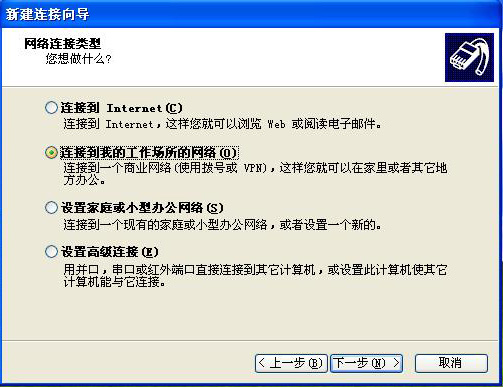 新建连接向导
网络连接类型
您想做什么?
连接到 Internet(C)
连接到 Internet，这样您就可以浏览 Web 或阅读电子邮件。
连接到我的工作场所的网络(O)
连接到一个商业网络(使用拨号或 VPN)，这样您就可以在家里或者其它地
方办公。
设置家庭或小型办公网络(S)
连接到一个现有的家庭或小型办公网络，或者设置一个新的。
设置高级连接(E)
用并口，串口或红外端口直接连接到其它计算机，或设置此计算机使其它
计算机能与它连接。
< 上一步(B) 下一步(N) > 取消